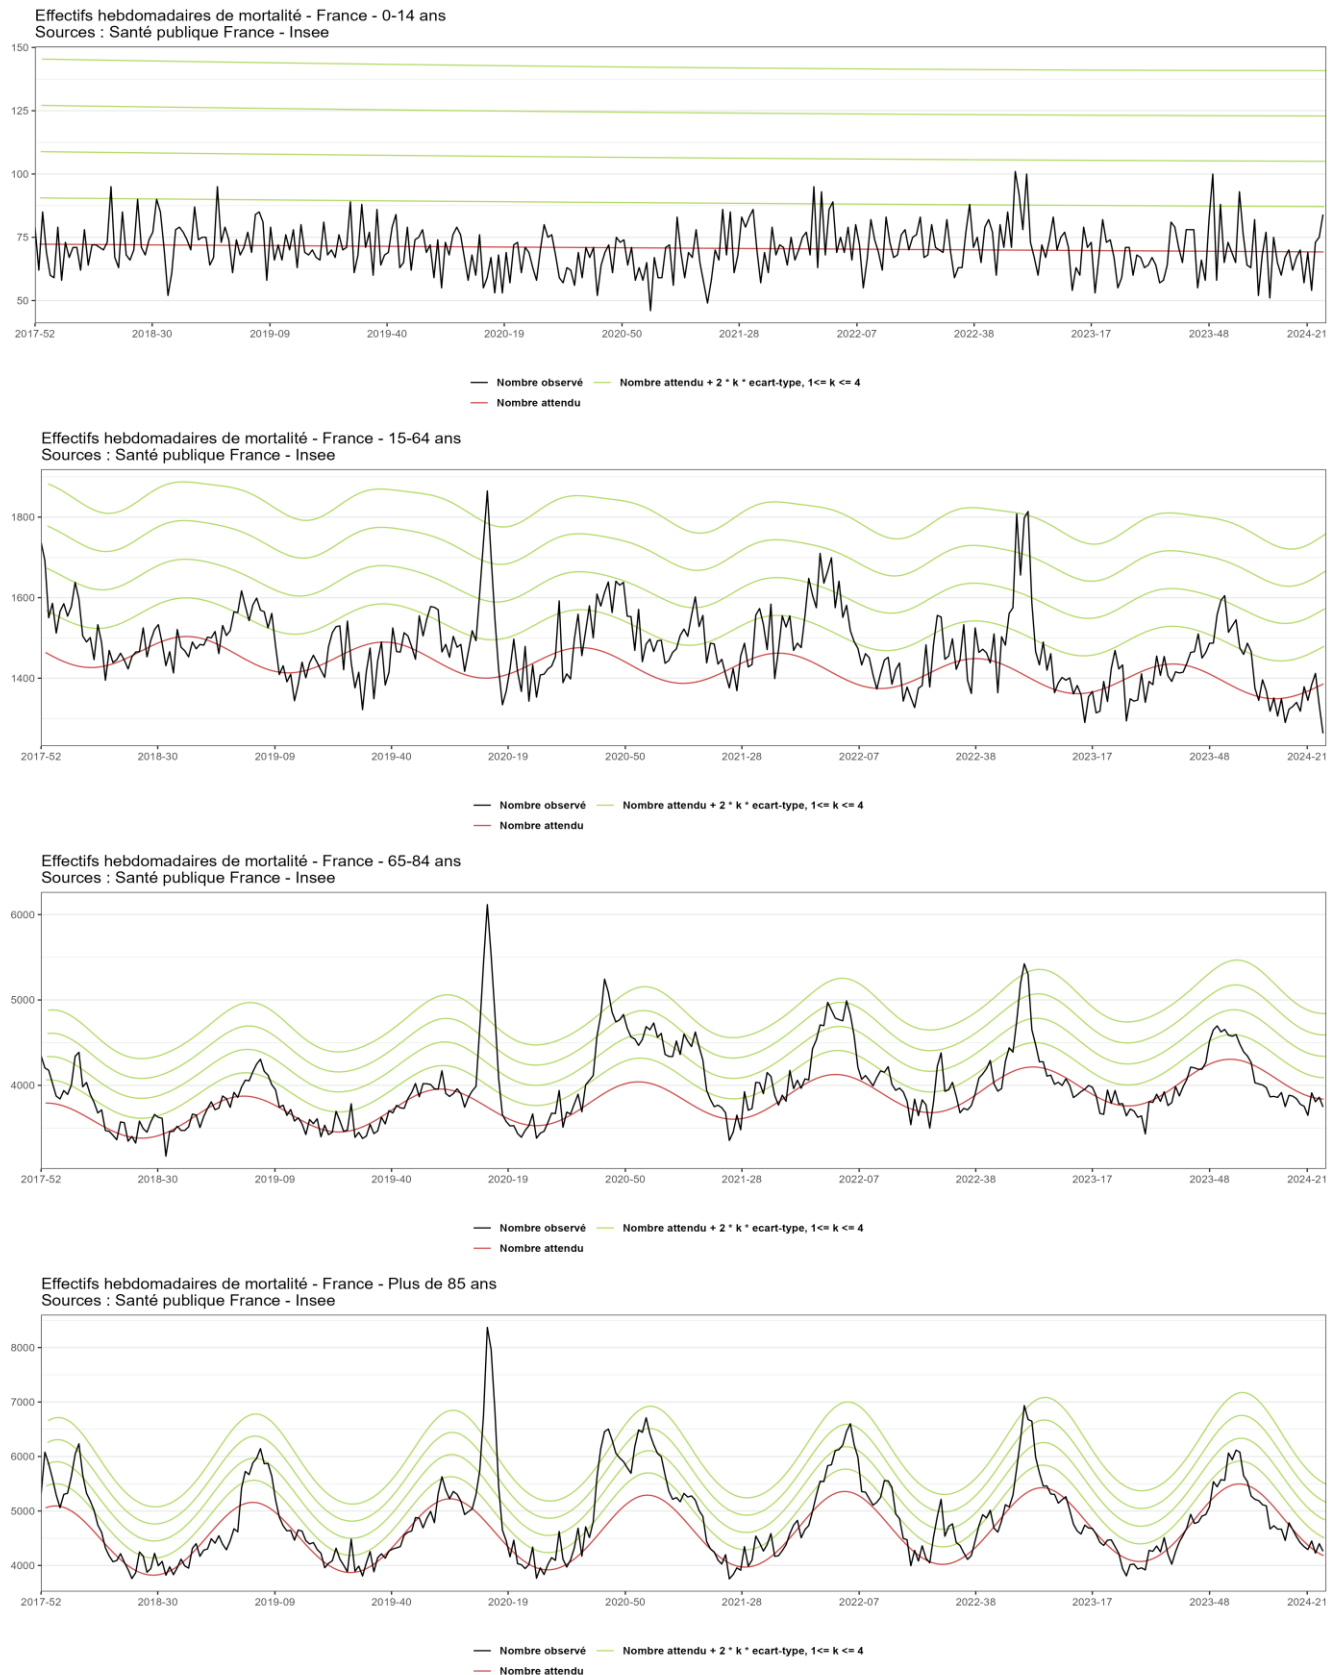 Effectifs hebdomadaires de mortalité - France - 0-14 ans
Sources : Santé publique France - Insee
150
125
100
75
50
2017-52 2018-30 2019-09 2019-40 2020-19 2020-50 2021-28 2022-07 2022-38 2023-17 2023-48 2024-21
Nombre observé Nombre attendu + 2 * k * ecart-type, 1<= k <= 4
Nombre attendu
Effectifs hebdomadaires de mortalité - France - 15-64 ans
Sources : Santé publique France - Insee
1800
1600
1400
2017-52 2018-30 2019-09 2019-40 2020-19 2020-50 2021-28 2022-07 2022-38 2023-17 2023-48 2024-21
Nombre observé Nombre attendu + 2 * k * ecart-type, 1<= k <= 4
Nombre attendu
Effectifs hebdomadaires de mortalité - France - 65-84 ans
Sources : Santé publique France - Insee
6000
5000
4000
2017-52 2018-30 2019-09 2019-40 2020-19 2020-50 2021-28 2022-07 2022-38 2023-17 2023-48 2024-21
Nombre observé Nombre attendu + 2 * k * ecart-type, 1<= k <= 4
Nombre attendu
Effectifs hebdomadaires de mortalité - France - Plus de 85 ans
Sources : Santé publique France - Insee
8000
7000
6000
5000
4000
2017-52 2018-30 2019-09 2019-40 2020-19 2020-50 2021-28 2022-07 2022-38 2023-17 2023-48 2024-21
Nombre observé Nombre attendu + 2 * k * ecart-type, 1<= k <= 4
Nombre attendu